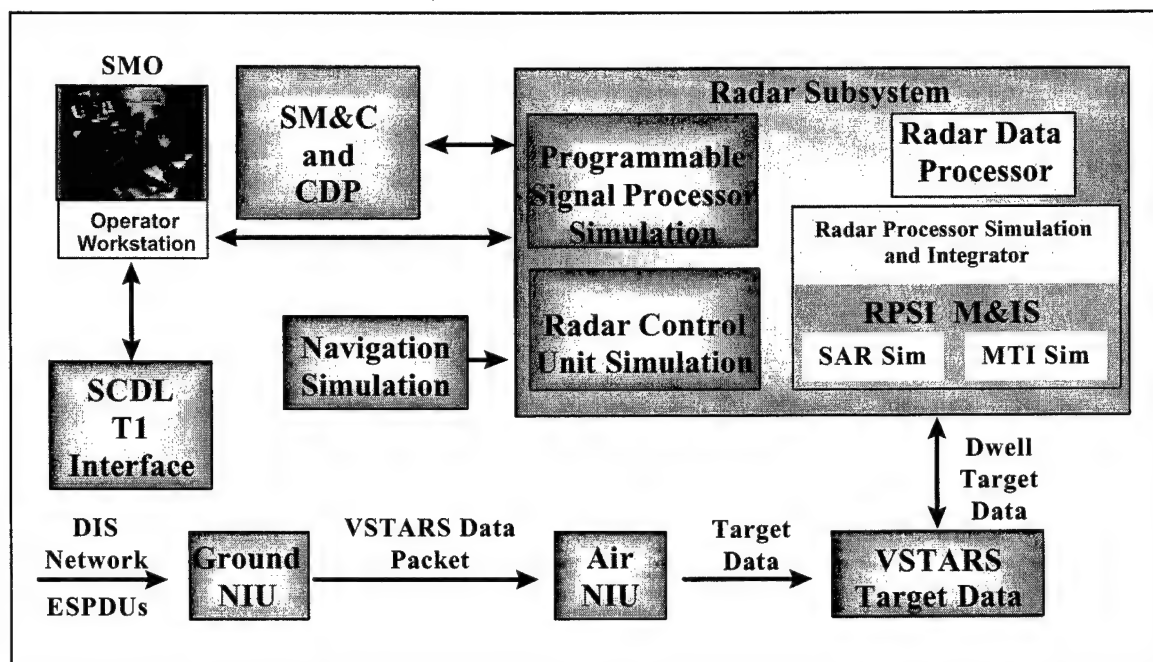 SMO
Operator
Workstation
SM&C
and
CDP
Radar Subsystem
Programmable
Signal Processor
Simulation
Radar Data
Processor
Radar Processor Simulation
and Integrator
RPSI M&IS
SAR Sim
MTI Sim
Radar Control
Unit Simulation
Navigation
Simulation
SCDL
T1
Interface
Dwell
Target
Data
DIS
Network
ESPDUs
Ground
NIU
VSTARS Data
Packet
Air
NIU
Target
Data
VSTARS
Target Data